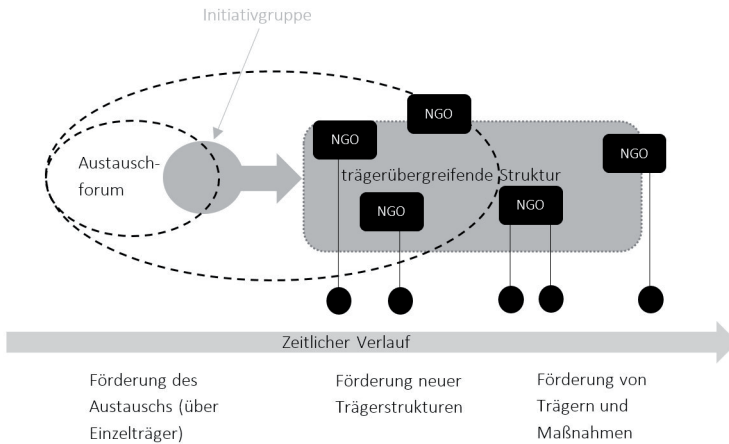 Initiativgruppe
NGO
NGO
NGO
Austausch-
forum
trägerübergreifende Struktur
NGO
NGO
Zeitlicher Verlauf
Förderung des
Austauschs (über
Einzelträger)
Förderung neuer
Trägerstrukturen
Förderung von
Trägern und
Maßnahmen